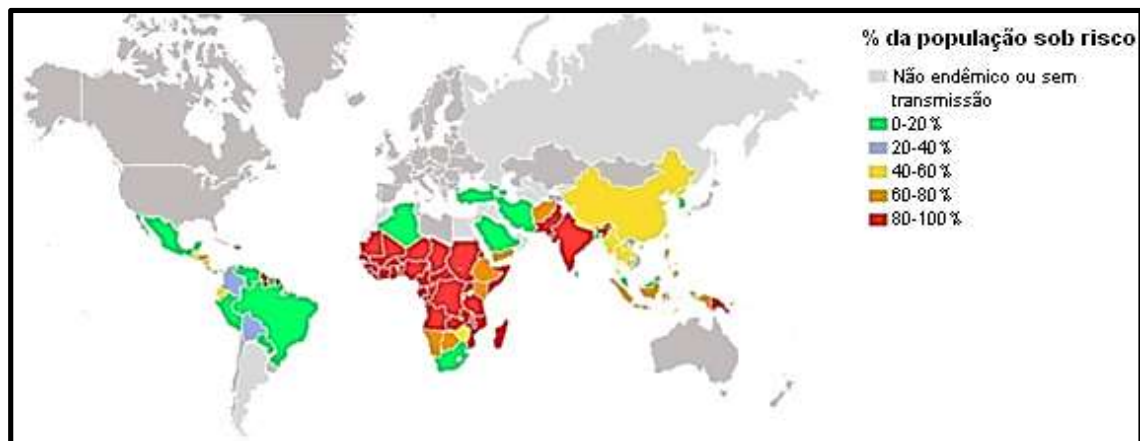 % da população sob risco
Não endêmico ou sem
transmissão
0-20 %
20-40 %
40-60 %
60-80 %
80-100 %